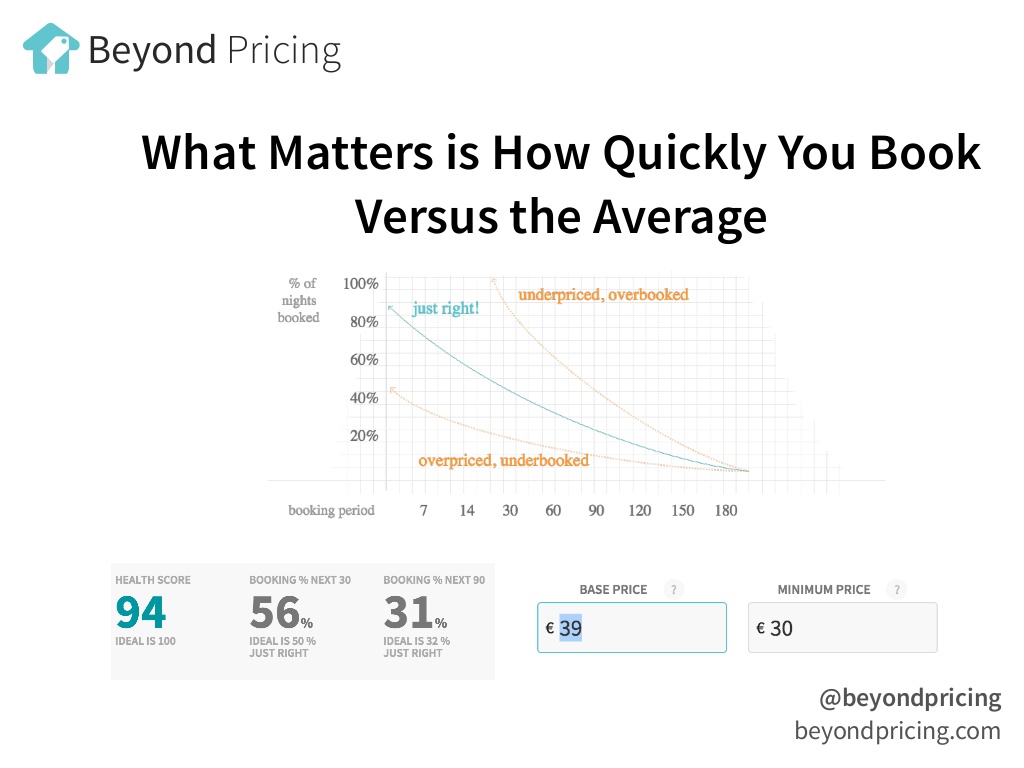 Beyond Pricing
What Matters is How Quickly You Book
Versus the Average
% of
nights
booked
100%
80%
60%
40%
20%
just right!
underpriced, overbooked
overpriced, underbooked
booking period 7 14 30 60 90 120 150 180
HEALTH SCORE
94
IDEAL IS 100
BOOKING % NEXT 30
56%
IDEAL IS 50 %
JUST RIGHT
BOOKING % NEXT 90
31%
IDEAL IS 32 %
JUST RIGHT
BASE PRICE ?
€ 39
MINIMUM PRICE ?
€ 30
@beyondpricing
beyondpricing.com